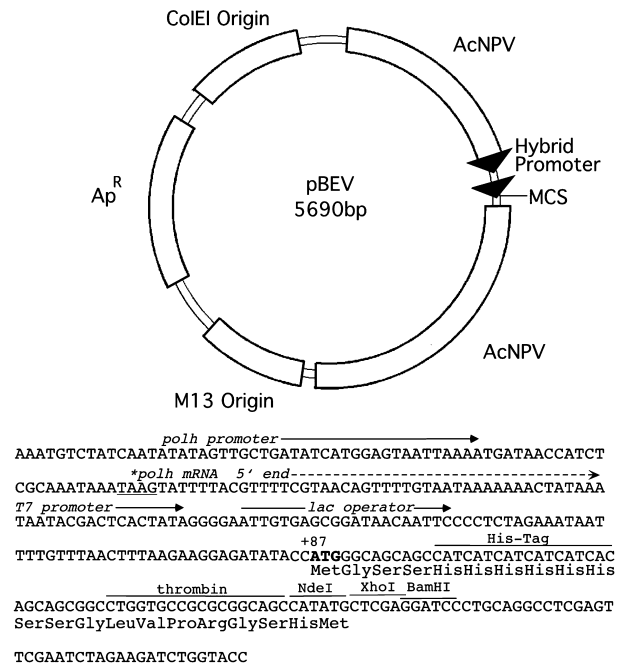 ColEI Origin
AcNPV
Hybrid
Promoter
Ap^R
pBEV
5690bp
MCS
AcNPV
M13 Origin
polh promoter
AAATGTCTATCAATATATAGTTGCTGATATCATGGAGTAATTAAAATGATAACCATCT
*polh mRNA 5' end
CGCAAATAAATAAGTATTTTACGTTTTCGTAACAGTTTTGTAATAAAAAAACTATAAA
T7 promoter lac operator
TAATACGACTCACTATAGGGGAATTGTGAGCGGATAACAATTCCCCTCTAGAAATAAT
+87 His-Tag
TTTGTTTAACTTTAAGAAGGAGATATACCATGGGCAGCAGCCATCATCATCATCATCAC
MetGlySerSerHisHisHisHisHisHis
thrombin NdeI XhoI BamHI
AGCAGCGGCCTGGTGCCGCGCGGCAGCCATATGCTCGAGGATCCCTGCAGGCCTCGAGT
SerSerGlyLeuValProArgGlySerHisMet
TCGAATCTAGAAGATCTGGTACC